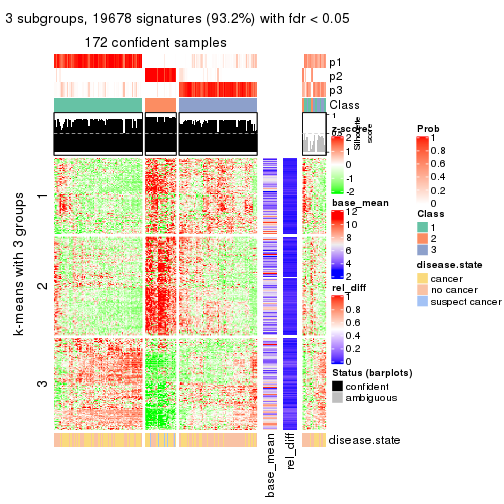 3 subgroups, 19678 signatures (93.2%) with fdr < 0.05
172 confident samples
p1
p2
p3
Class
1
0.5
0
Silhouette
score
k-means with 3 groups
1
2
3
disease.state
base_mean
rel_diff
z-score
2
1
0
-1
-2
base_mean
12
10
8
6
4
2
rel_diff
1
0.8
0.6
0.4
0.2
0
Status (barplots)
confident
ambiguous
Prob
1
0.8
0.6
0.4
0.2
0
Class
1
2
3
disease.state
cancer
no cancer
suspect cancer